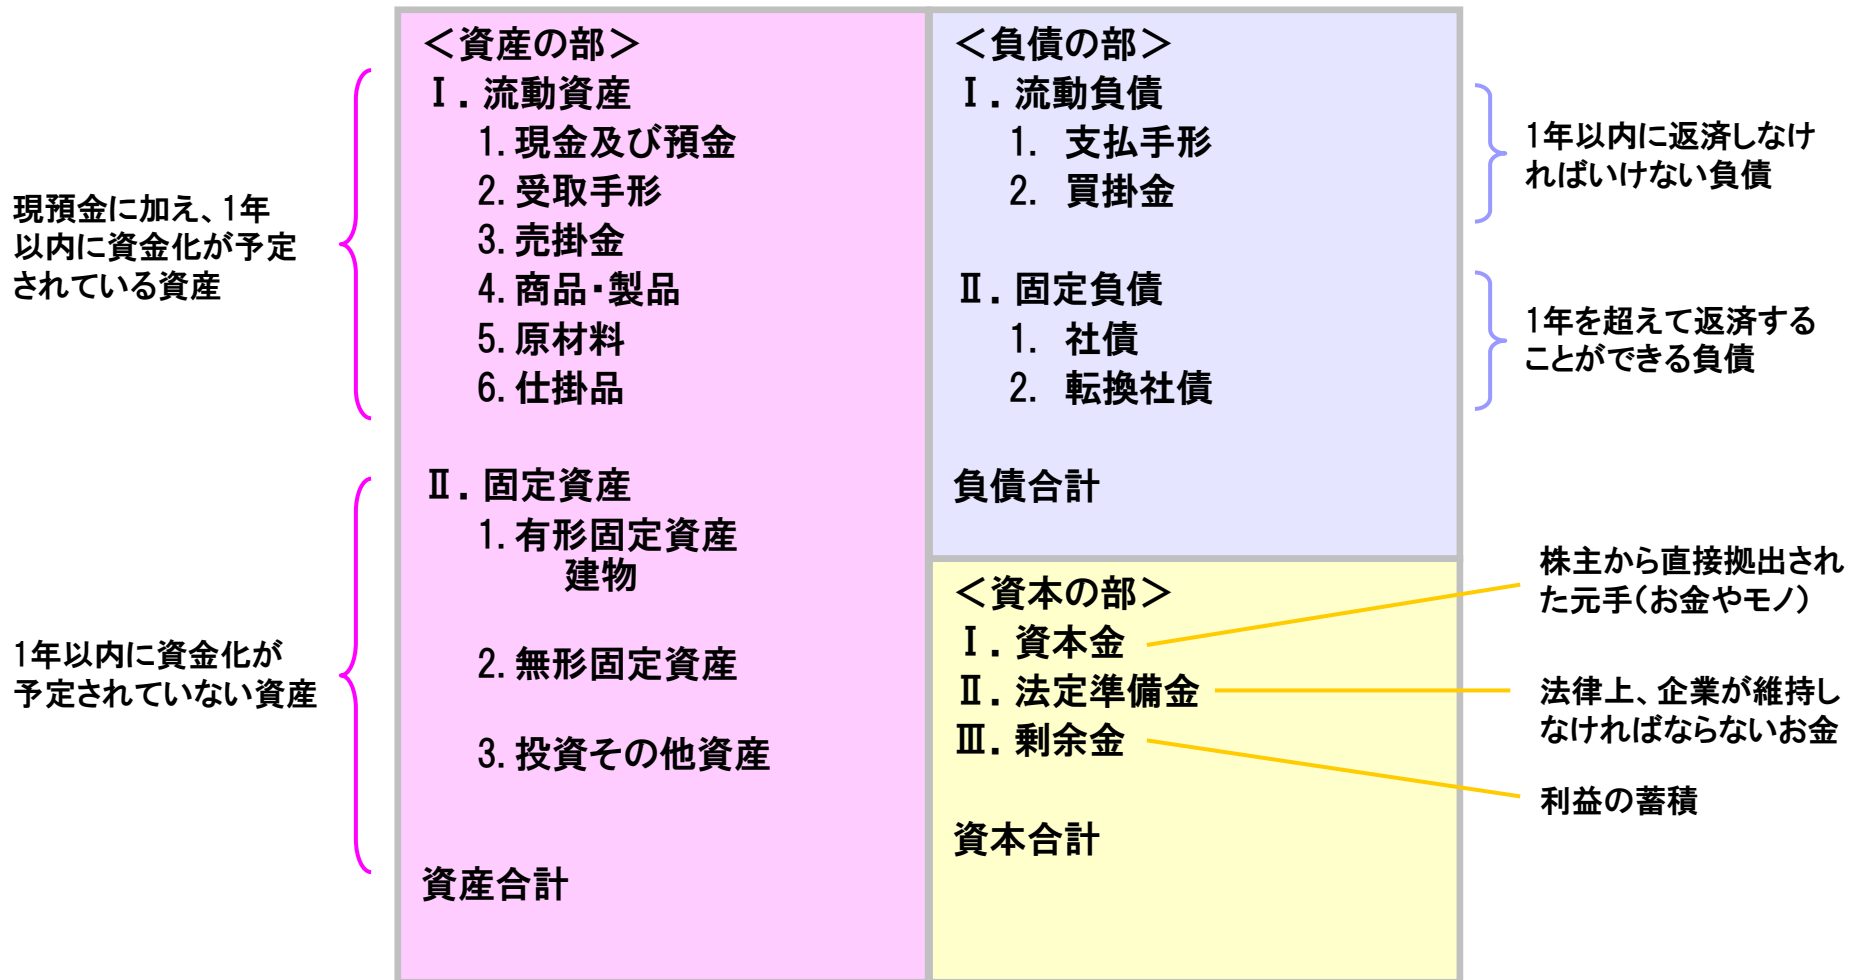 現預金に加え、1年
以内に資金化が予定
されている資産
1年以内に資金化が
予定されていない資産
＜資産の部＞
Ⅰ．流動資産
1.現金及び預金
2.受取手形
3.売掛金
4.商品・製品
5.原材料
6.仕掛品
Ⅱ．固定資産
1.有形固定資産
建物
2.無形固定資産
3.投資その他資産
資産合計
＜負債の部＞
Ⅰ．流動負債
1. 支払手形
2. 買掛金
Ⅱ．固定負債
1. 社債
2. 転換社債
負債合計
＜資本の部＞
Ⅰ．資本金
Ⅱ．法定準備金
Ⅲ．剰余金
資本合計
1年以内に返済しなけ
ればいけない負債
1年を超えて返済する
ことができる負債
株主から直接拠出され
た元手（お金やモノ）
法律上、企業が維持し
なければならないお金
利益の蓄積